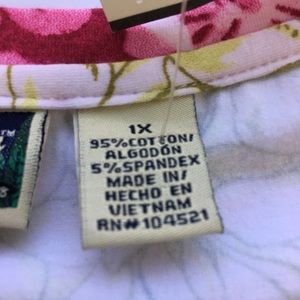 1X
95%COTTON/
ALGODÓN
5%SPANDEX
MADE IN/
HECHO EN
VIETNAM
RN#104521